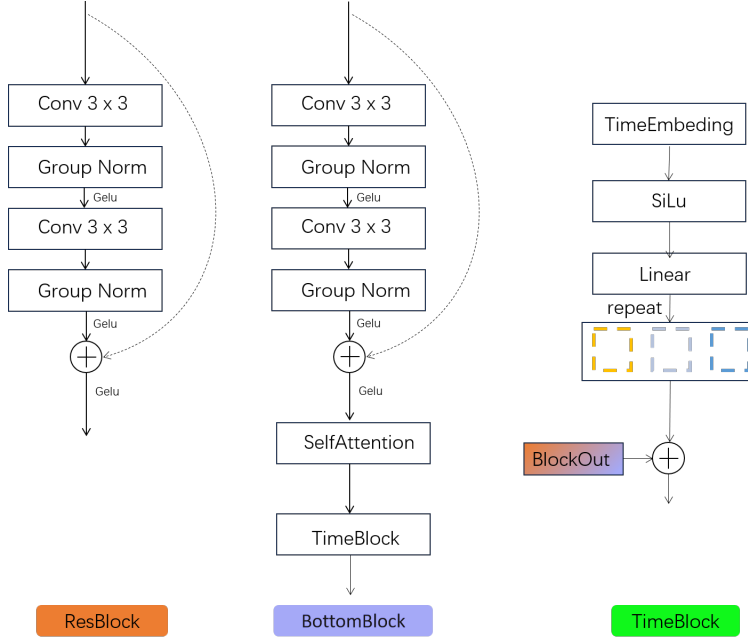 Conv 3 x 3
Group Norm
Gelu
Conv 3 x 3
Group Norm
Gelu
Gelu
ResBlock
Conv 3 x 3
Group Norm
Gelu
Conv 3 x 3
Group Norm
Gelu
Gelu
SelfAttention
TimeBlock
BottomBlock
TimeEmbeding
SiLu
Linear
repeat
BlockOut
TimeBlock